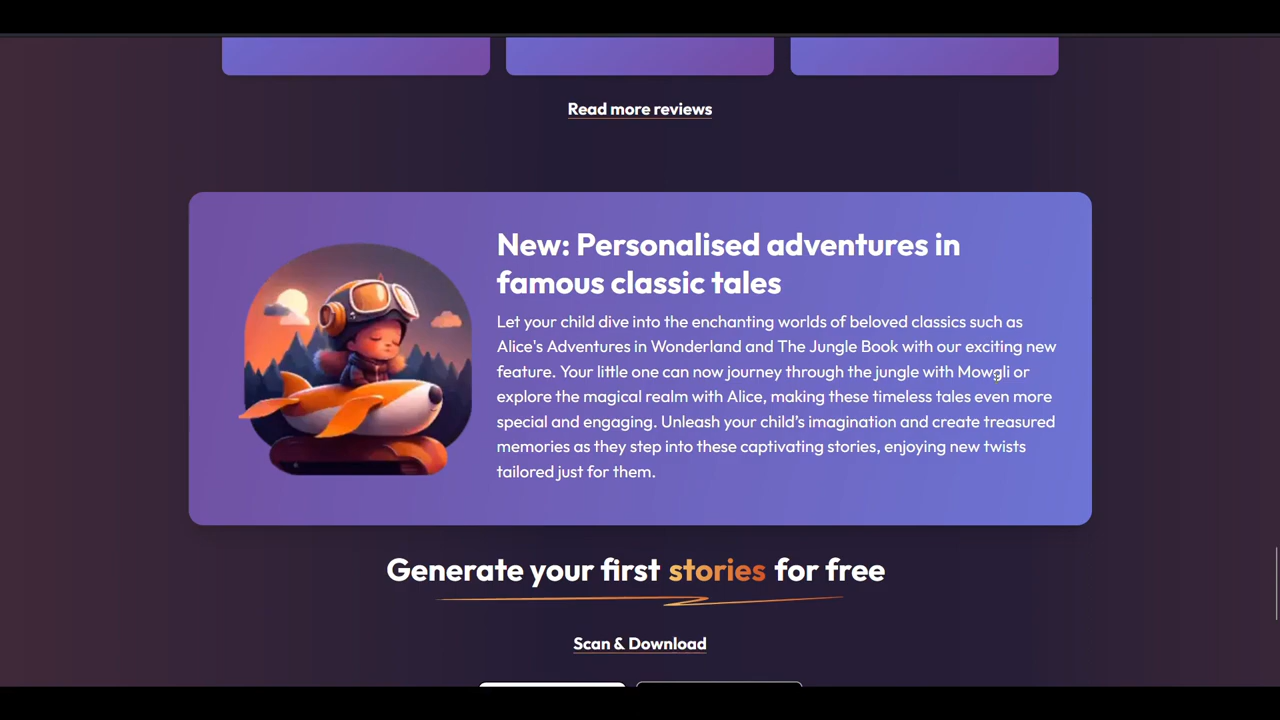 Read more reviews
New: Personalised adventures in
famous classic tales
Let your child dive into the enchanting worlds of beloved classics such as
Alice's Adventures in Wonderland and The Jungle Book with our exciting new
feature. Your little one can now journey through the jungle with Mowgli or
explore the magical realm with Alice, making these timeless tales even more
special and engaging. Unleash your child’s imagination and create treasured
memories as they step into these captivating stories, enjoying new twists
tailored just for them.
Generate your first stories for free
Scan & Download